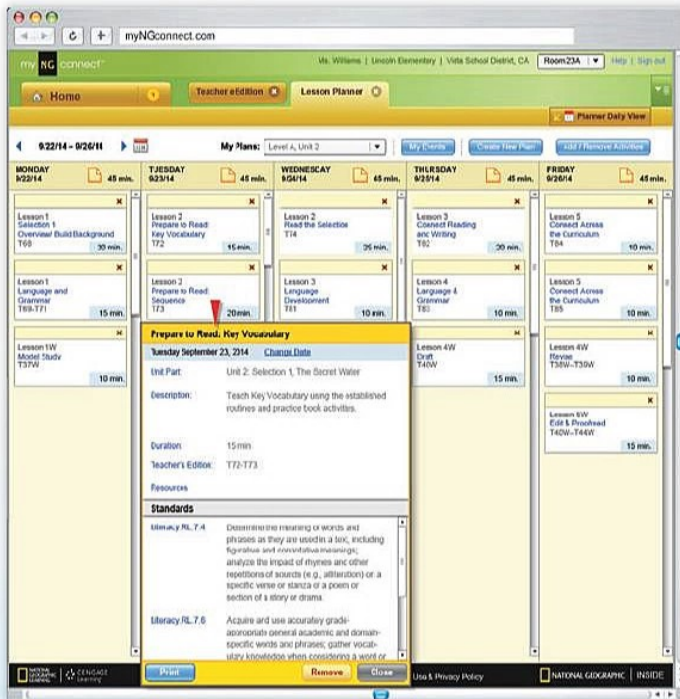 myNGconnect.com
my NG connect
Ms. Williams | Lincoln Elementary | Vista School District, CA
Room23A
Help | Sign out
Home
Teacher eEdition
Lesson Planner
Planner Daily View
9/22/14 – 9/26/14
My Plans:
Level A, Unit 2
My Events
Create New Plan
Add / Remove Activities
MONDAY
9/22/14
45 min.
TUESDAY
9/23/14
45 min.
WEDNESDAY
9/24/14
45 min.
THURSDAY
9/25/14
45 min.
FRIDAY
9/26/14
45 min.
Lesson 1
Selection 1
Overview/ Build Background
T68
30 min.
Lesson 1
Language and
Grammar
T69-T71
15 min.
Lesson 1W
Model Study
T37W
10 min.
Lesson 2
Prepare to Read:
Key Vocabulary
T72
15 min.
Lesson 2
Prepare to Read:
Sequence
T73
20 min.
Lesson 2
Read the Selection
T74
35 min.
Lesson 3
Language
Development
T81
10 min.
Lesson 3
Connect Reading
and Writing
T82
20 min.
Lesson 4
Language &
Grammar
T83
10 min.
Lesson 4W
Draft
T40W
15 min.
Lesson 5
Connect Across
the Curriculum
T84
10 min.
Lesson 5
Connect Across
the Curriculum
T85
10 min.
Lesson 4W
Revise
T38W–T39W
10 min.
Lesson 5W
Edit & Proofread
T40W–T44W
15 min.
Prepare to Read: Key Vocabulary
Tuesday September 23, 2014 Change Date
Unit Part: Unit 2: Selection 1, The Secret Water
Description: Teach Key Vocabulary using the established
routines and practice book activities.
Duration: 15 min
Teacher's Edition: T72-T73
Resources
Standards
Literacy.RL.7.4 Determine the meaning of words and
phrases as they are used in a text, including
figurative and connotative meanings;
analyze the impact of rhymes and other
repetitions of sounds (e.g., alliteration) on a
specific verse or stanza of a poem or
section of a story or drama.
Literacy.RL.7.6 Acquire and use accurately grade-
appropriate general academic and domain-
specific words and phrases; gather vocab-
ulary knowledge when considering a word or
Print
Remove
Close
NATIONAL GEOGRAPHIC
CENGAGE
Learning
Use & Privacy Policy
NATIONAL GEOGRAPHIC | INSIDE